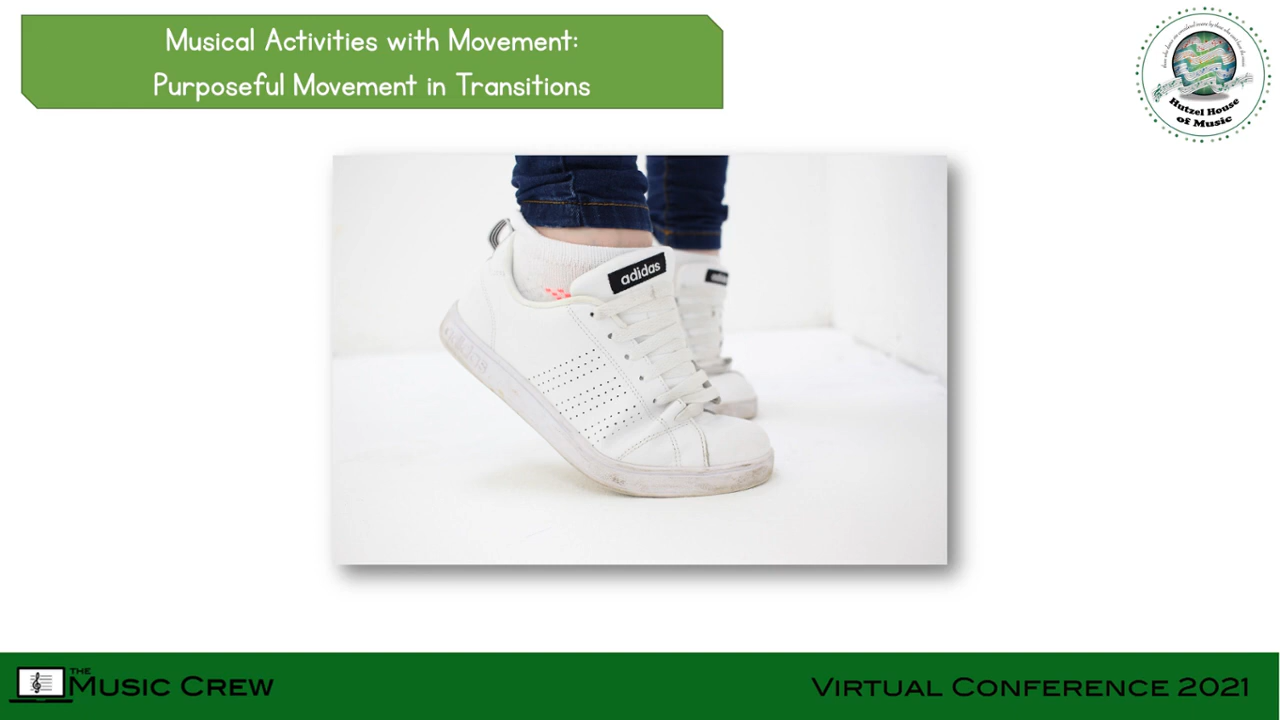 Musical Activities with Movement:
Purposeful Movement in Transitions
Hutzel House
of Music
adidas
THE
MUSIC CREW
VIRTUAL CONFERENCE 2021